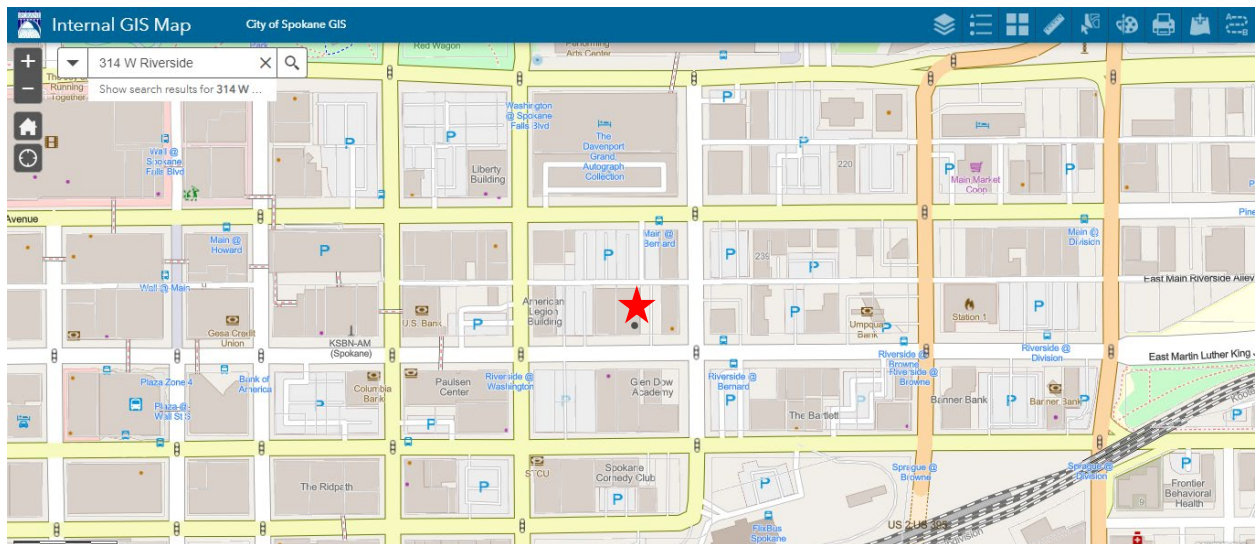 Internal GIS Map
City of Spokane GIS
314 W Riverside
Show search results for 314 W ...
The
Running
Together
Park
Red Wagon
Performing
Arts Center
Washington
@ Spokane
Falls Blvd
The
Davenport
Grand,
Autograph
Collection
Wall @
Spokane
Falls Blvd
Liberty
Building
220
Main Market
Coop
Avenue
Main @
Howard
Main @
Bernard
Main @
Division
Pine
236
Wall @ Main
East Main Riverside Alley
Gesa Credit
Union
KSBN-AM
(Spokane)
U.S. Bank
American
Legion
Building
Umpqua
Bank
Station 1
Riverside @
Browne
Riverside @
Division
East Martin Luther King J
Plaza Zone 4
Bank of
America
Columbia
Bank
Paulsen
Center
Riverside @
Washington
Glen Dow
Academy
Riverside @
Bernard
Riverside @
Browne
Plaza @
Wall St S
The Bartlett
Banner Bank
Banner Bank
The Ridpath
STCU
Spokane
Comedy Club
Sprague @
Browne
Sprague @
Division
Frontier
Behavioral
Health
9
FlixBus
Spokane
US 2;US 395